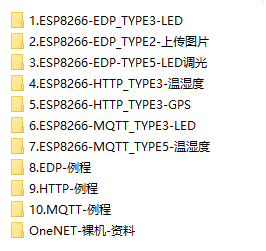 1.ESP8266-EDP_TYPE3-LED
2.ESP8266-EDP_TYPE2-上传图片
3.ESP8266-EDP-TYPE5-LED调光
4.ESP8266-HTTP_TYPE3-温湿度
5.ESP8266-HTTP_TYPE3-GPS
6.ESP8266-MQTT_TYPE3-LED
7.ESP8266-MQTT_TYPE5-温湿度
8.EDP-例程
9.HTTP-例程
10.MQTT-例程
OneNET-裸机-资料